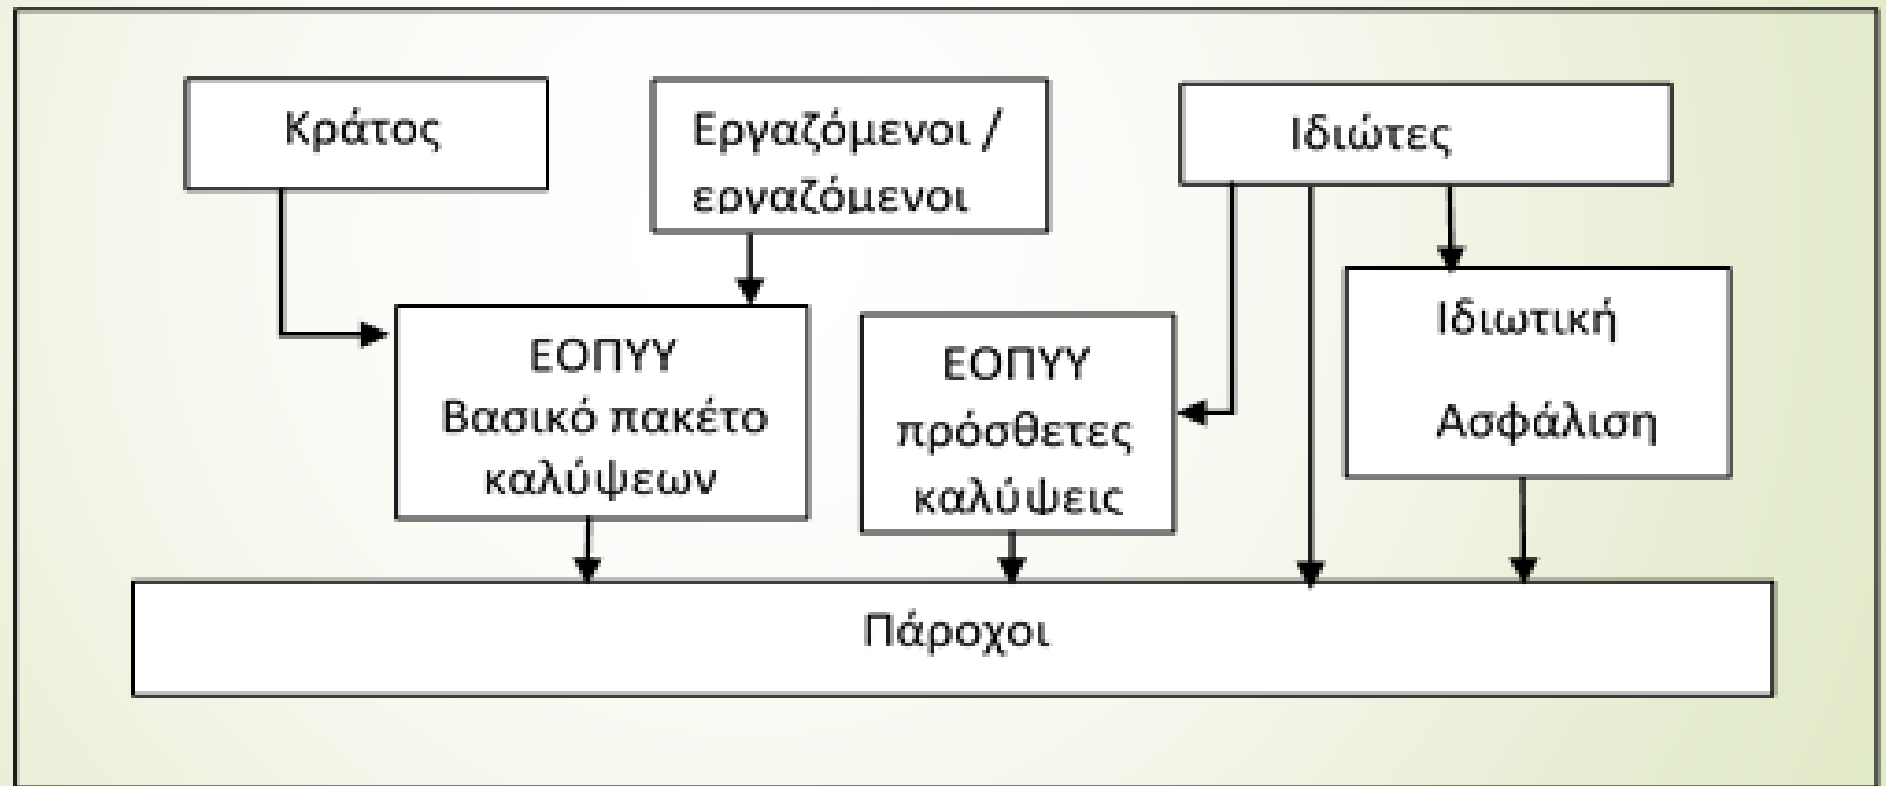 Κράτος
Εργαζόμενοι /
εργαζόμενοι
Ιδιώτες
ΕΟΠΥΥ
Βασικό πακέτο
καλύψεων
ΕΟΠΥΥ
πρόσθετες
καλύψεις
Ιδιωτική
Ασφάλιση
Πάροχοι